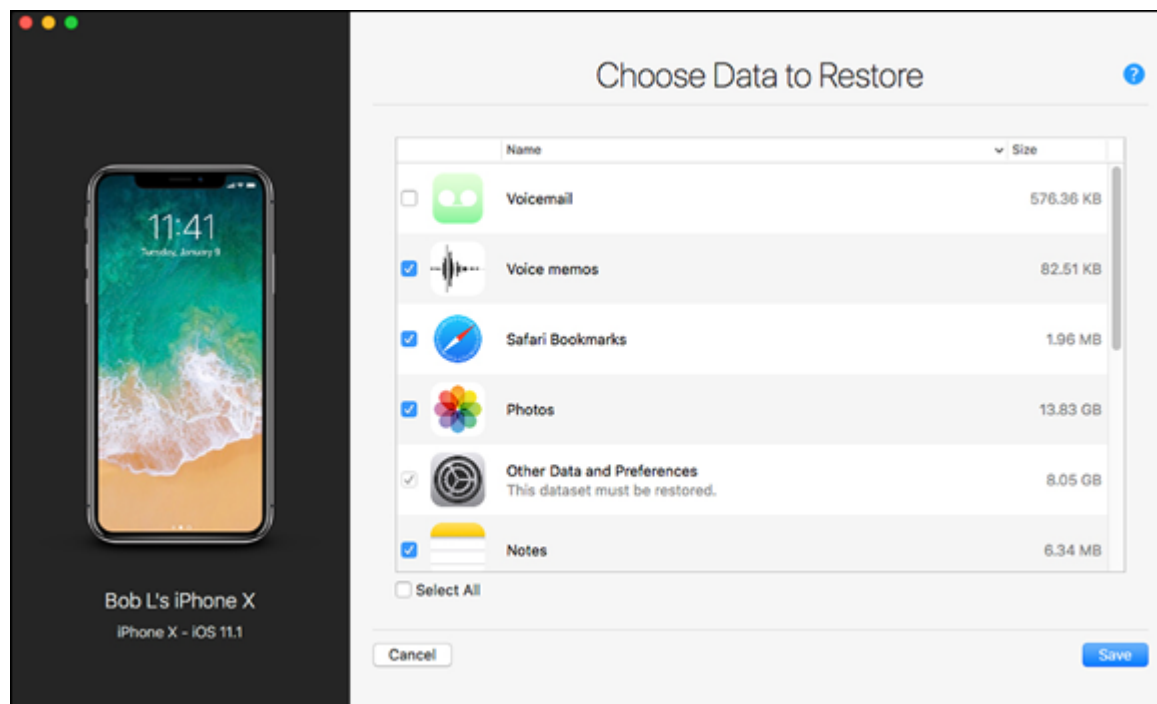 Choose Data to Restore
?
Name
Size
Voicemail
576.36 KB
Voice memos
82.51 KB
Safari Bookmarks
1.96 MB
Photos
13.83 GB
Other Data and Preferences
This dataset must be restored.
8.05 GB
Notes
6.34 MB
Select All
Cancel
Save
11:41
Tuesday, January 9
Bob L's iPhone X
iPhone X - iOS 11.1